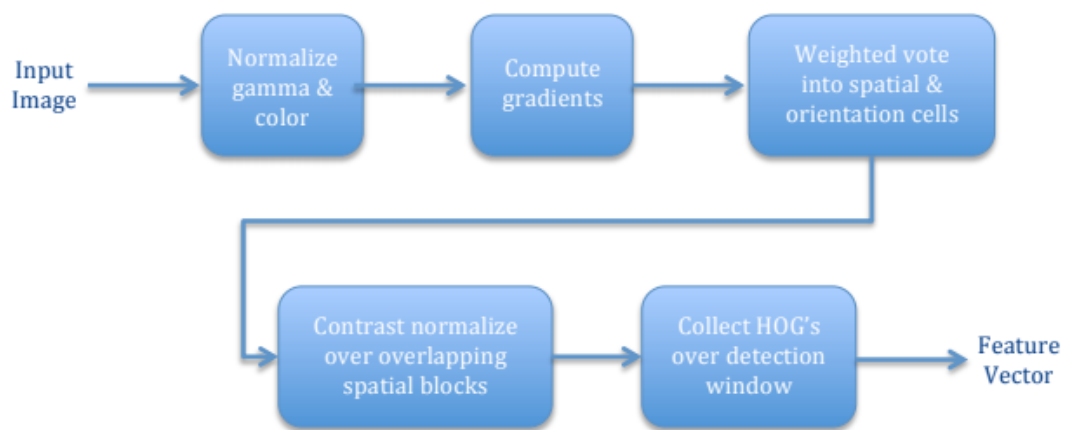 Input
Image
Normalize
gamma &
color
Compute
gradients
Weighted vote
into spatial &
orientation cells
Contrast normalize
over overlapping
spatial blocks
Collect HOG's
over detection
window
Feature
Vector